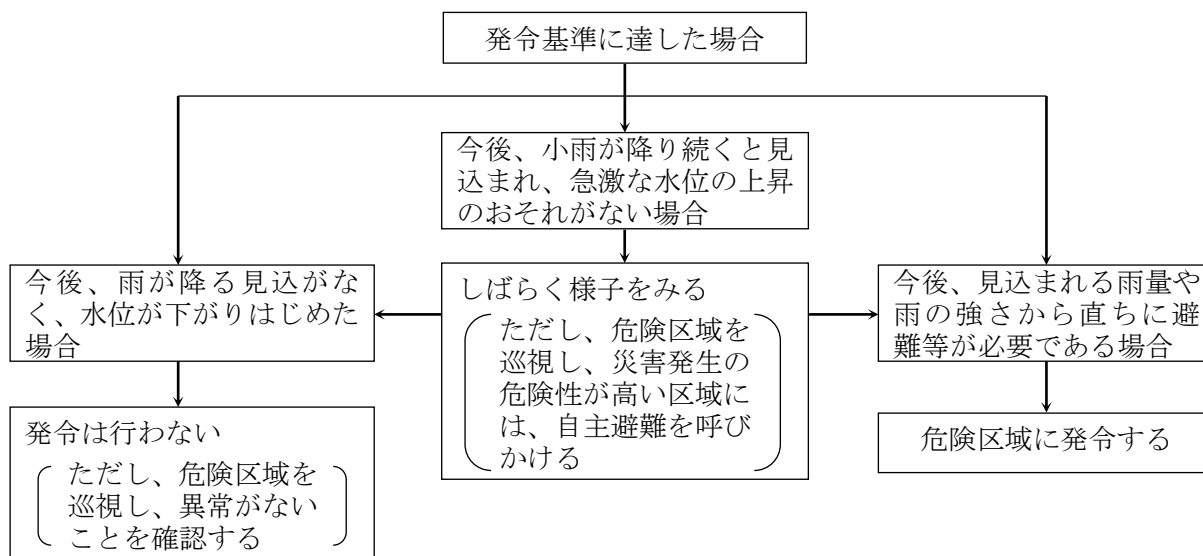 発令基準に達した場合
今後、小雨が降り続くと見
込まれ、急激な水位の上昇
のおそれがない場合
今後、雨が降る見込がな
く、水位が下がりはじめた
場合
しばらく様子をみる
ただし、危険区域を
巡視し、災害発生の
危険性が高い区域に
は、自主避難を呼び
かける
今後、見込まれる雨量や
雨の強さから直ちに避
難等が必要である場合
発令は行わない
ただし、危険区域を
巡視し、異常がない
ことを確認する
危険区域に発令する